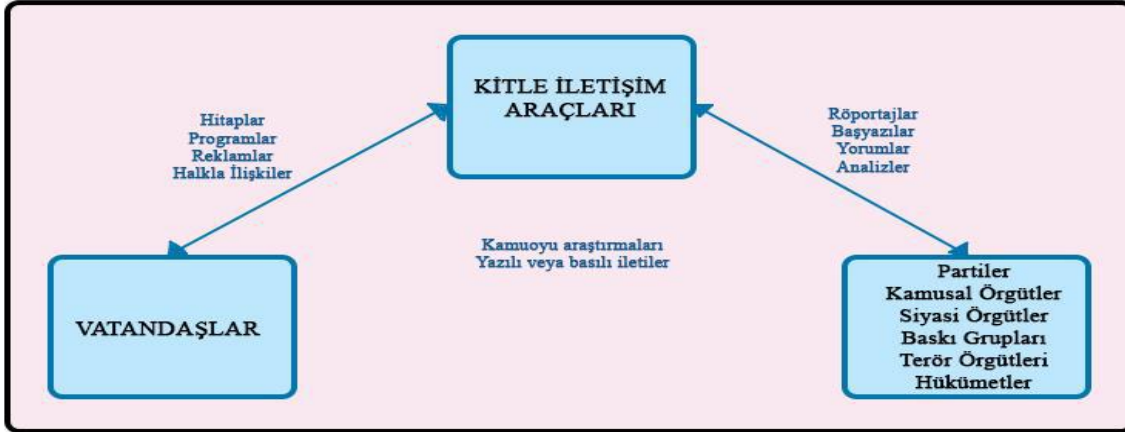 KİTLE İLETİŞİM
ARAÇLARI
Hitaplar
Programlar
Reklamlar
Halkla İlişkiler
Röportajlar
Başyazılar
Yorumlar
Analizler
Kamuoyu araştırmaları
Yazılı veya basılı iletiler
VATANDAŞLAR
Partiler
Kamusal Örgütler
Siyasi Örgütler
Baskı Grupları
Terör Örgütleri
Hükümetler